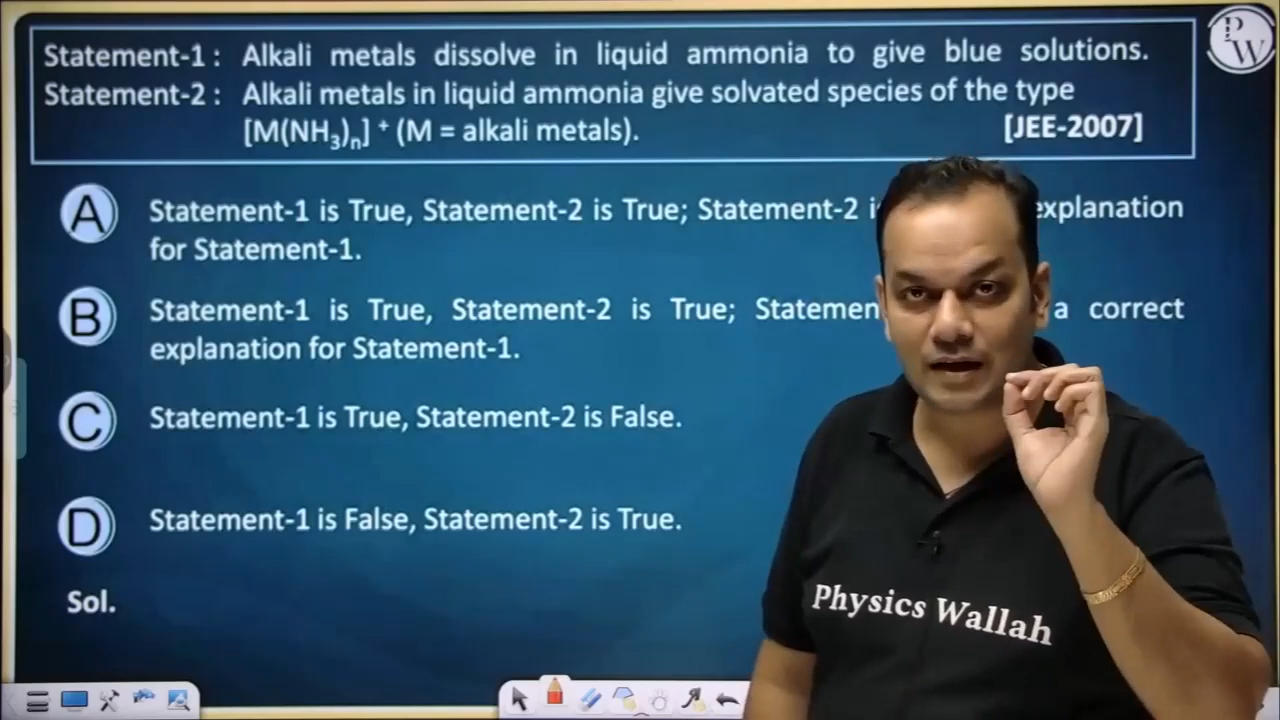 Statement-1 : Alkali metals dissolve in liquid ammonia to give blue solutions.
Statement-2 : Alkali metals in liquid ammonia give solvated species of the type
[M(NH₃)ₙ] ⁺ (M = alkali metals). [JEE-2007]
P
W
A Statement-1 is True, Statement-2 is True; Statement-2 explanation
for Statement-1.
B Statement-1 is True, Statement-2 is True; a correct
explanation for Statement-1.
C Statement-1 is True, Statement-2 is False.
D Statement-1 is False, Statement-2 is True.
Sol.
Physics Wallah